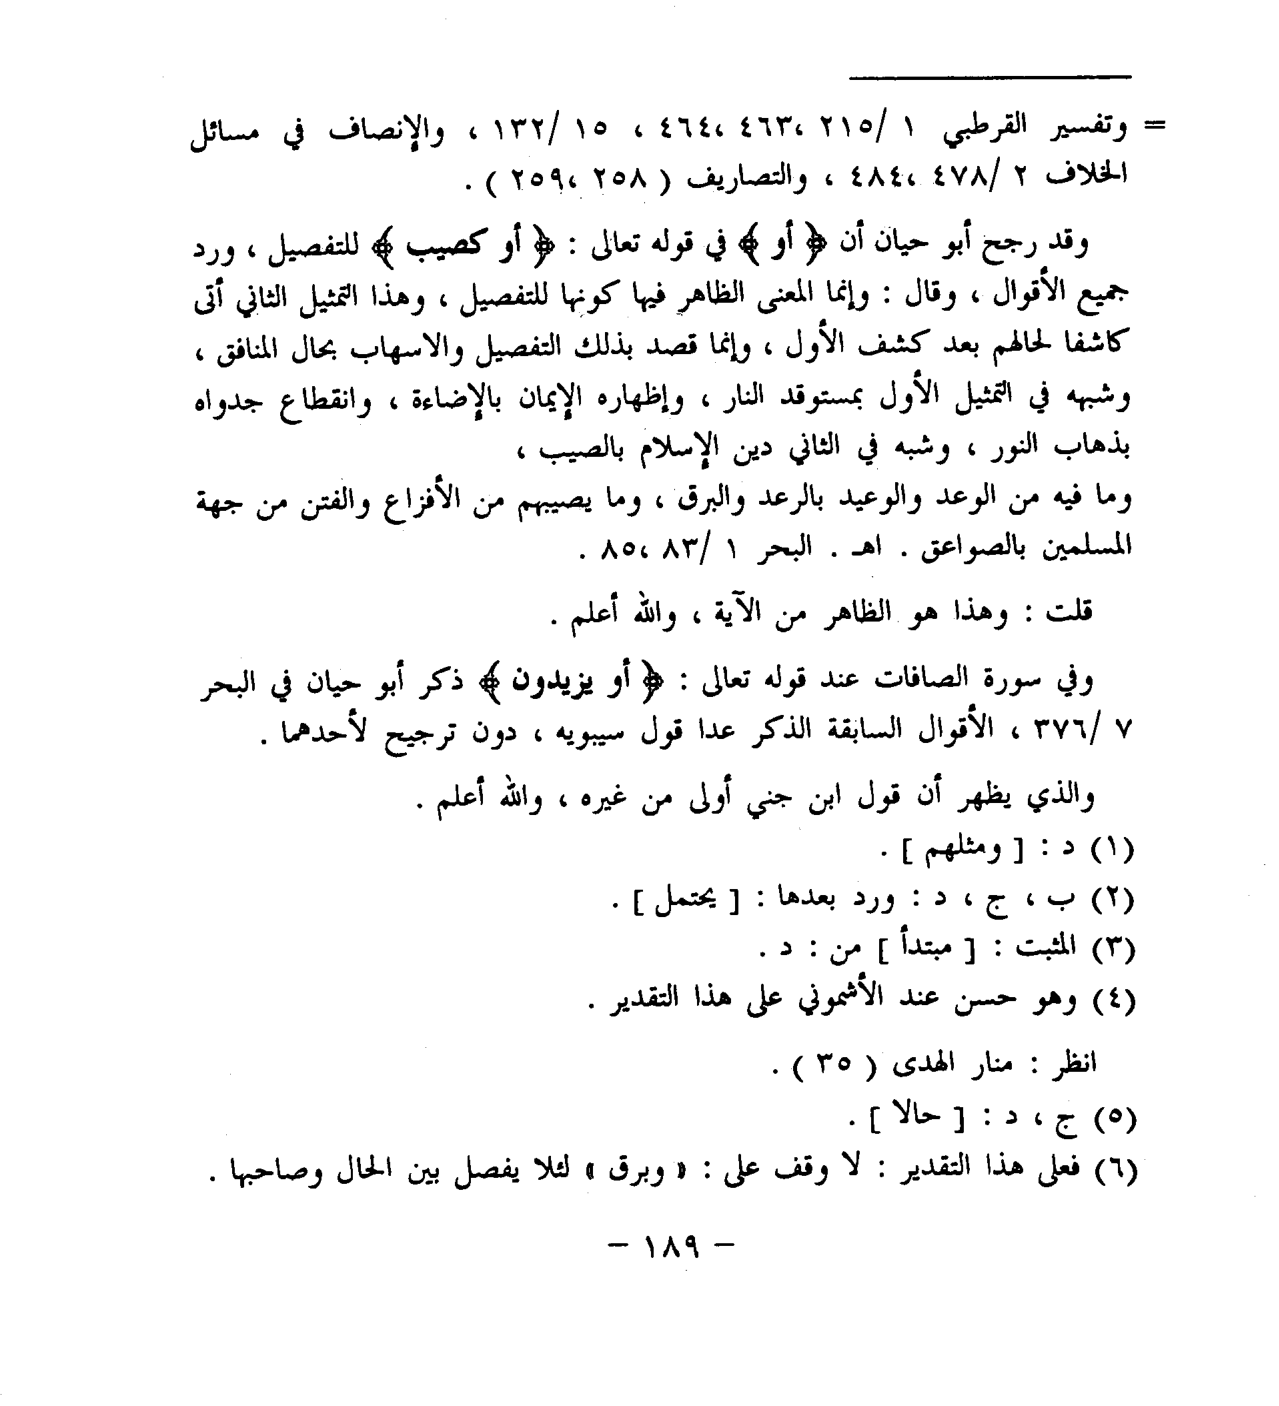 = وتفسير القرطبي ١ /٢١٥ ،٤٦٣ ،٤٦٤ ، ١٥ /١٣٢ ، والإنصاف في مسائل
الخلاف ٢ /٤٧٨ ،٤٨٤ ، والتصاريف ( ٢٥٨ ،٢٥٩ ) .
وقد رجح أبو حيان أن ﴿ أو ﴾ في قوله تعالى : ﴿ أو كصيب ﴾ للتفصيل ، ورد
جميع الأقوال ، وقال : وإنما المعنى الظاهر فيها كونها للتفصيل ، وهذا التمثيل الثاني أتى
كاشفا لحالهم بعد كشف الأول ، وإنما قصد بذلك التفصيل والاسهاب بحال المنافق ،
وشبهه في التمثيل الأول بمستوقد النار ، وإظهاره الإيمان بالإضاءة ، وانقطاع جدواه
بذهاب النور ، وشبه في الثاني دين الإسلام بالصيب ،
وما فيه من الوعد والوعيد بالرعد والبرق ، وما يصيبهم من الأفزاع والفتن من جهة
المسلمين بالصواعق . اهـ . البحر ١ /٨٣ ،٨٥ .
قلت : وهذا هو الظاهر من الآية ، والله أعلم .
وفي سورة الصافات عند قوله تعالى : ﴿ أو يزيدون ﴾ ذكر أبو حيان في البحر
٧ /٣٧٦ ، الأقوال السابقة الذكر عدا قول سيبويه ، دون ترجيح لأحدهما .
والذي يظهر أن قول ابن جني أولى من غيره ، والله أعلم .
(١) د : [ ومثلهم ] .
(٢) ب ، ج ، د : ورد بعدها : [ يحتمل ] .
(٣) المثبت : [ مبتدأ ] من : د .
(٤) وهو حسن عند الأشموني على هذا التقدير .
انظر : منار الهدى ( ٣٥ ) .
(٥) ج ، د : [ حالا ] .
(٦) فعلى هذا التقدير : لا وقف على : « وبرق » لئلا يفصل بين الحال وصاحبها .
– ١٨٩ –